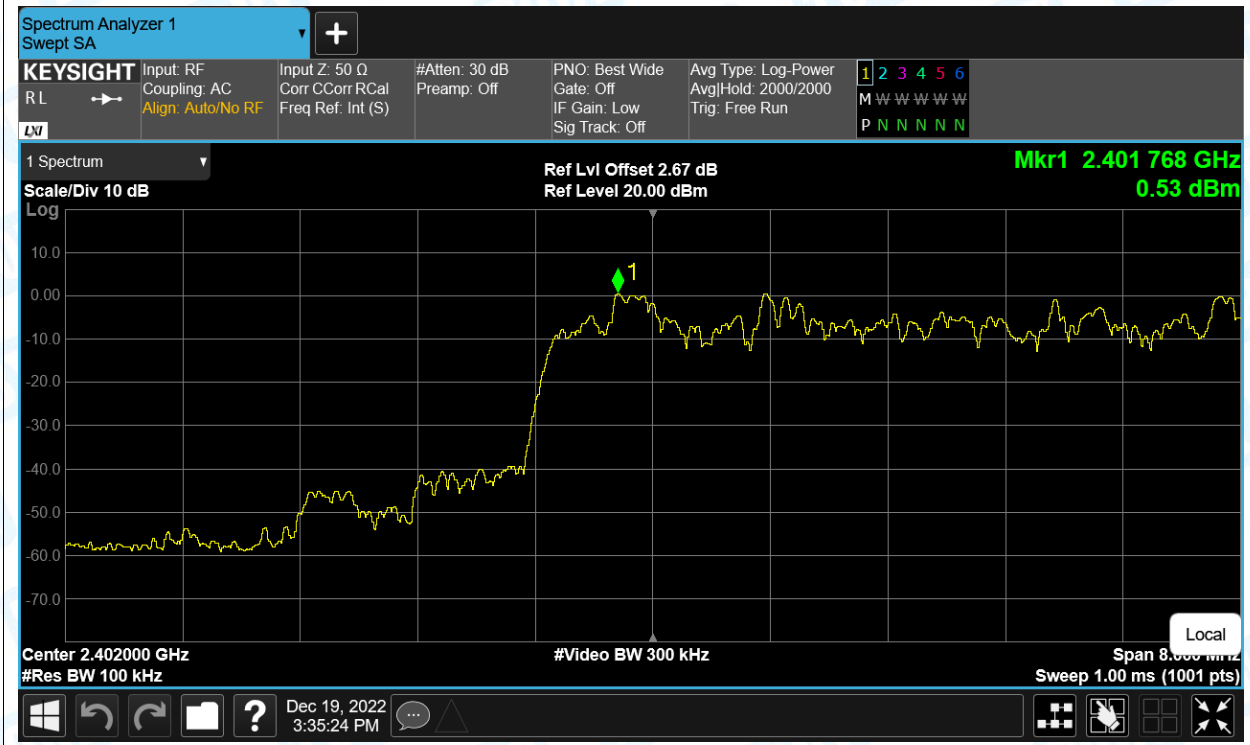 Spectrum Analyzer 1
Swept SA
KEYSIGHT
R L
LXI
Input: RF
Coupling: AC
Align: Auto/No RF
Input Z: 50 Ω
Corr CCorr RCal
Freq Ref: Int (S)
#Atten: 30 dB
Preamp: Off
PNO: Best Wide
Gate: Off
IF Gain: Low
Sig Track: Off
Avg Type: Log-Power
Avg|Hold: 2000/2000
Trig: Free Run
1 2 3 4 5 6
M W W W W W
P N N N N N
1 Spectrum
Scale/Div 10 dB
Log
Ref Lvl Offset 2.67 dB
Ref Level 20.00 dBm
Mkr1 2.401 768 GHz
0.53 dBm
1
10.0
0.00
-10.0
-20.0
-30.0
-40.0
-50.0
-60.0
-70.0
Local
Center 2.402000 GHz
#Video BW 300 kHz
Span 8.000 MHz
#Res BW 100 kHz
Sweep 1.00 ms (1001 pts)
?
Dec 19, 2022
3:35:24 PM